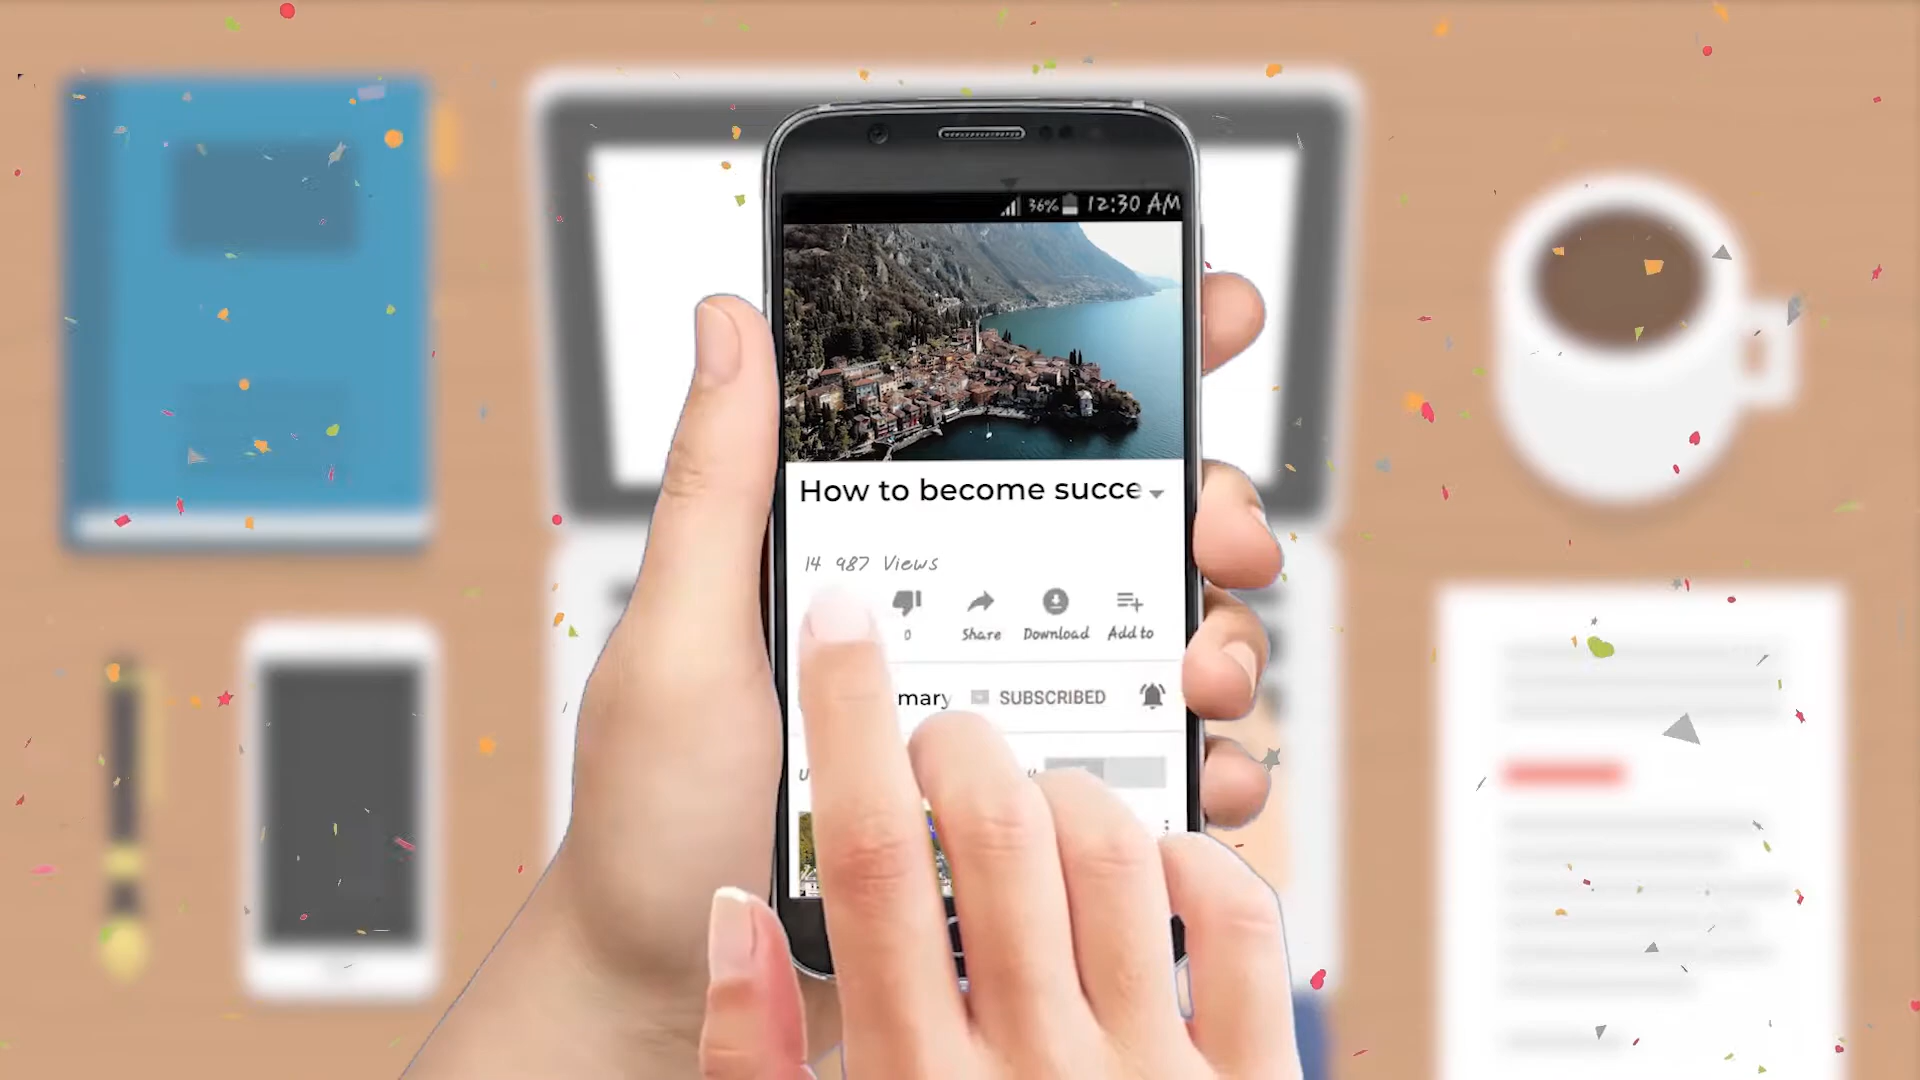 36% 12:30 AM
How to become succe
14 987 Views
0 Share Download Add to
mary SUBSCRIBED